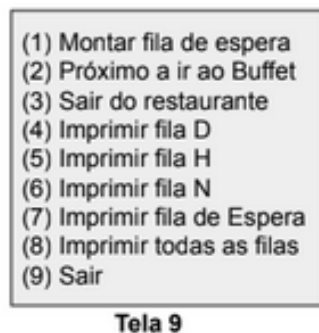 (1) Montar fila de espera
(2) Próximo a ir ao Buffet
(3) Sair do restaurante
(4) Imprimir fila D
(5) Imprimir fila H
(6) Imprimir fila N
(7) Imprimir fila de Espera
(8) Imprimir todas as filas
(9) Sair
Tela 9